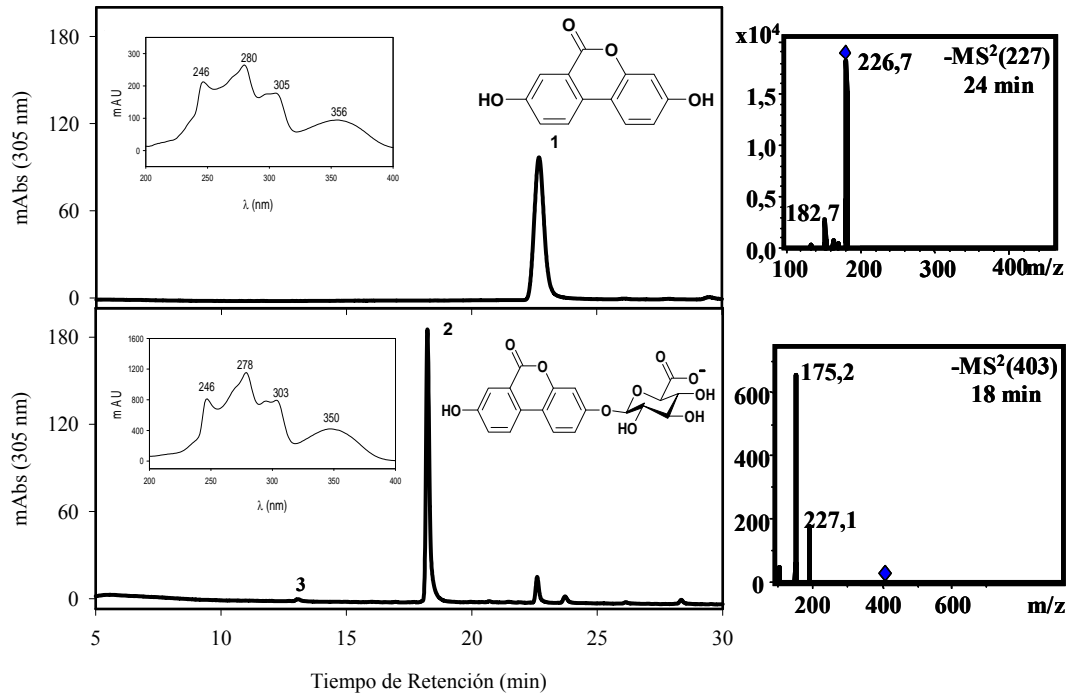 mAbs (305 nm)
180
120
60
0
mAU
300
200
100
0
246
280
305
356
200
250
300
350
400
λ (nm)
O
O
HO
OH
1
x10⁴
-MS²(227)
24 min
226,7
182,7
1,5
1,0
0,5
0,0
100
200
300
400
m/z
mAbs (305 nm)
180
120
60
0
mAU
1600
1200
800
400
0
246
278
303
350
200
250
300
350
400
λ (nm)
2
3
O
O
HO
O
O
O⁻
O
HO
OH
OH
-MS²(403)
18 min
175,2
227,1
600
400
200
0
200
400
600
m/z
5
10
15
20
25
30
Tiempo de Retención (min)